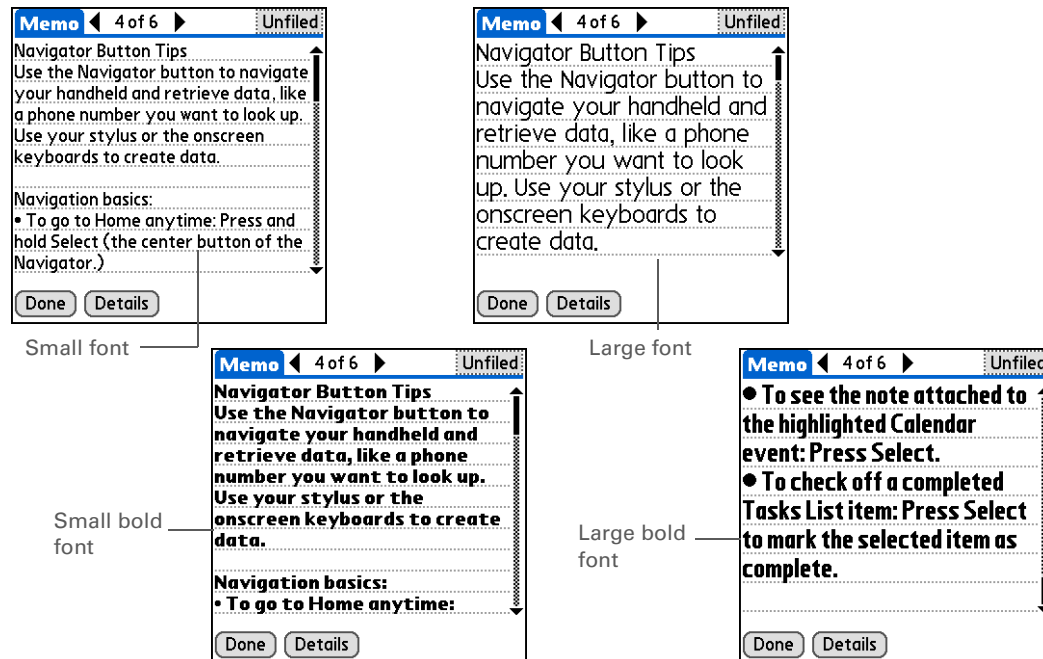 Memo 4 of 6 Unfiled
Navigator Button Tips
Use the Navigator button to navigate
your handheld and retrieve data, like
a phone number you want to look up.
Use your stylus or the onscreen
keyboards to create data.
Navigation basics:
• To go to Home anytime: Press and
hold Select (the center button of the
Navigator.)
Done Details
Small font
Memo 4 of 6 Unfiled
Navigator Button Tips
Use the Navigator button to
navigate your handheld and
retrieve data, like a phone
number you want to look
up. Use your stylus or the
onscreen keyboards to
create data.
Done Details
Large font
Memo 4 of 6 Unfiled
Navigator Button Tips
Use the Navigator button to
navigate your handheld and
retrieve data, like a phone
number you want to look up.
Use your stylus or the
onscreen keyboards to create
data.
Navigation basics:
• To go to Home anytime:
Done Details
Small bold
font
Memo 4 of 6 Unfiled
● To see the note attached to
the highlighted Calendar
event: Press Select.
● To check off a completed
Tasks List item: Press Select
to mark the selected item as
complete.
Done Details
Large bold
font